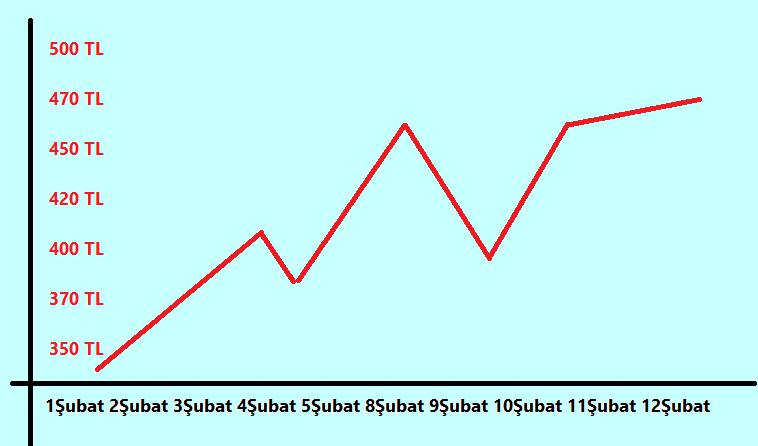 500 TL
470 TL
450 TL
420 TL
400 TL
370 TL
350 TL
1Şubat 2Şubat 3Şubat 4Şubat 5Şubat 8Şubat 9Şubat 10Şubat 11Şubat 12Şubat